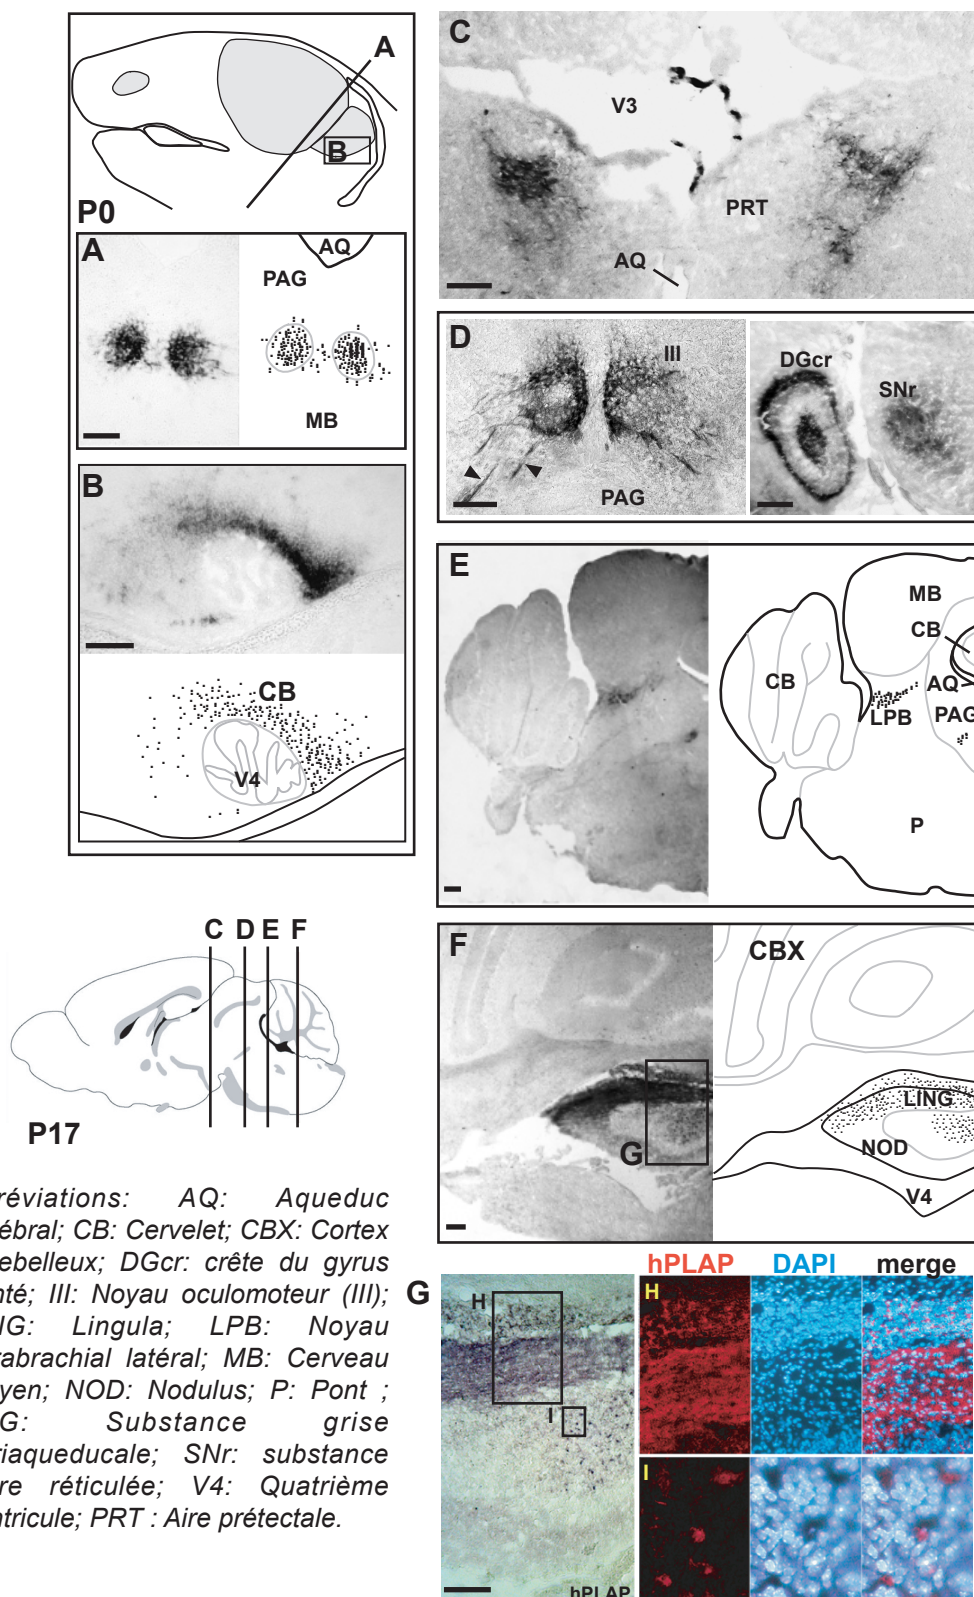 A
B
P0
A
AQ
PAG
MB
B
CB
V4
C
V3
PRT
AQ
D
III
PAG
DGcr
SNr
E
MB
CB
CB
AQ
LPB
PAG
P
C D E F
P17
F
CBX
G
LING
NOD
V4
réviations: AQ: Aqueduc
ébral; CB: Cervelet; CBX: Cortex
ebelleux; DGcr: crête du gyrus
nté; III: Noyau oculomoteur (III);
IG: Lingula; LPB: Noyau
rabrachial latéral; MB: Cerveau
yen; NOD: Nodulus; P: Pont ;
G: Substance grise
riaqueducale; SNr: substance
re réticulée; V4: Quatrième
ntricule; PRT : Aire prétectale.
hPLAP DAPI merge
G
H
I
hPLAP
H
I